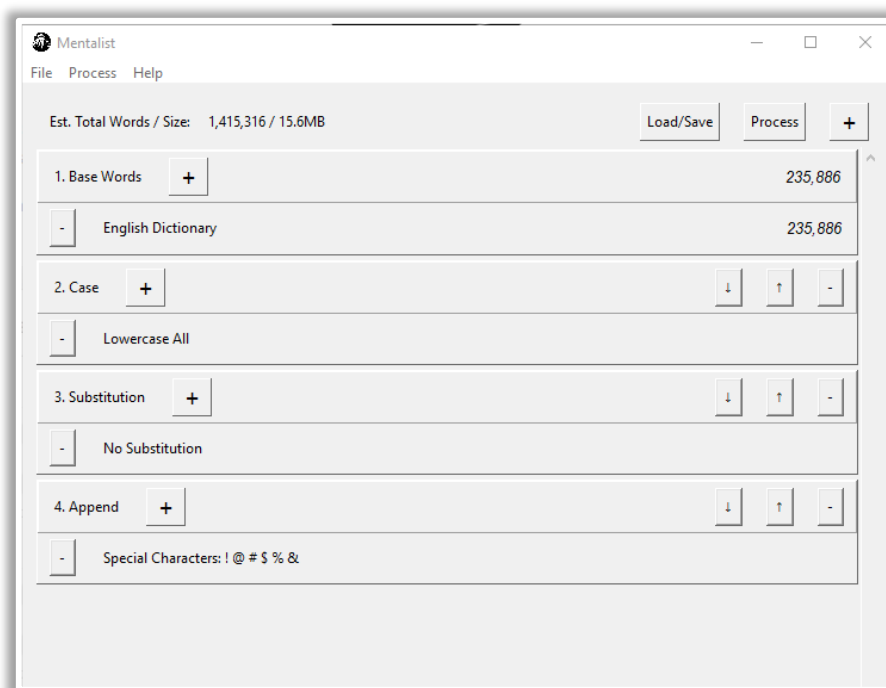 Mentalist
File Process Help
Est. Total Words / Size: 1,415,316 / 15.6MB Load/Save Process +
1. Base Words + 235,886
- English Dictionary 235,886
2. Case + ↓ ↑ -
- Lowercase All
3. Substitution + ↓ ↑ -
- No Substitution
4. Append + ↓ ↑ -
- Special Characters: ! @ # $ % &